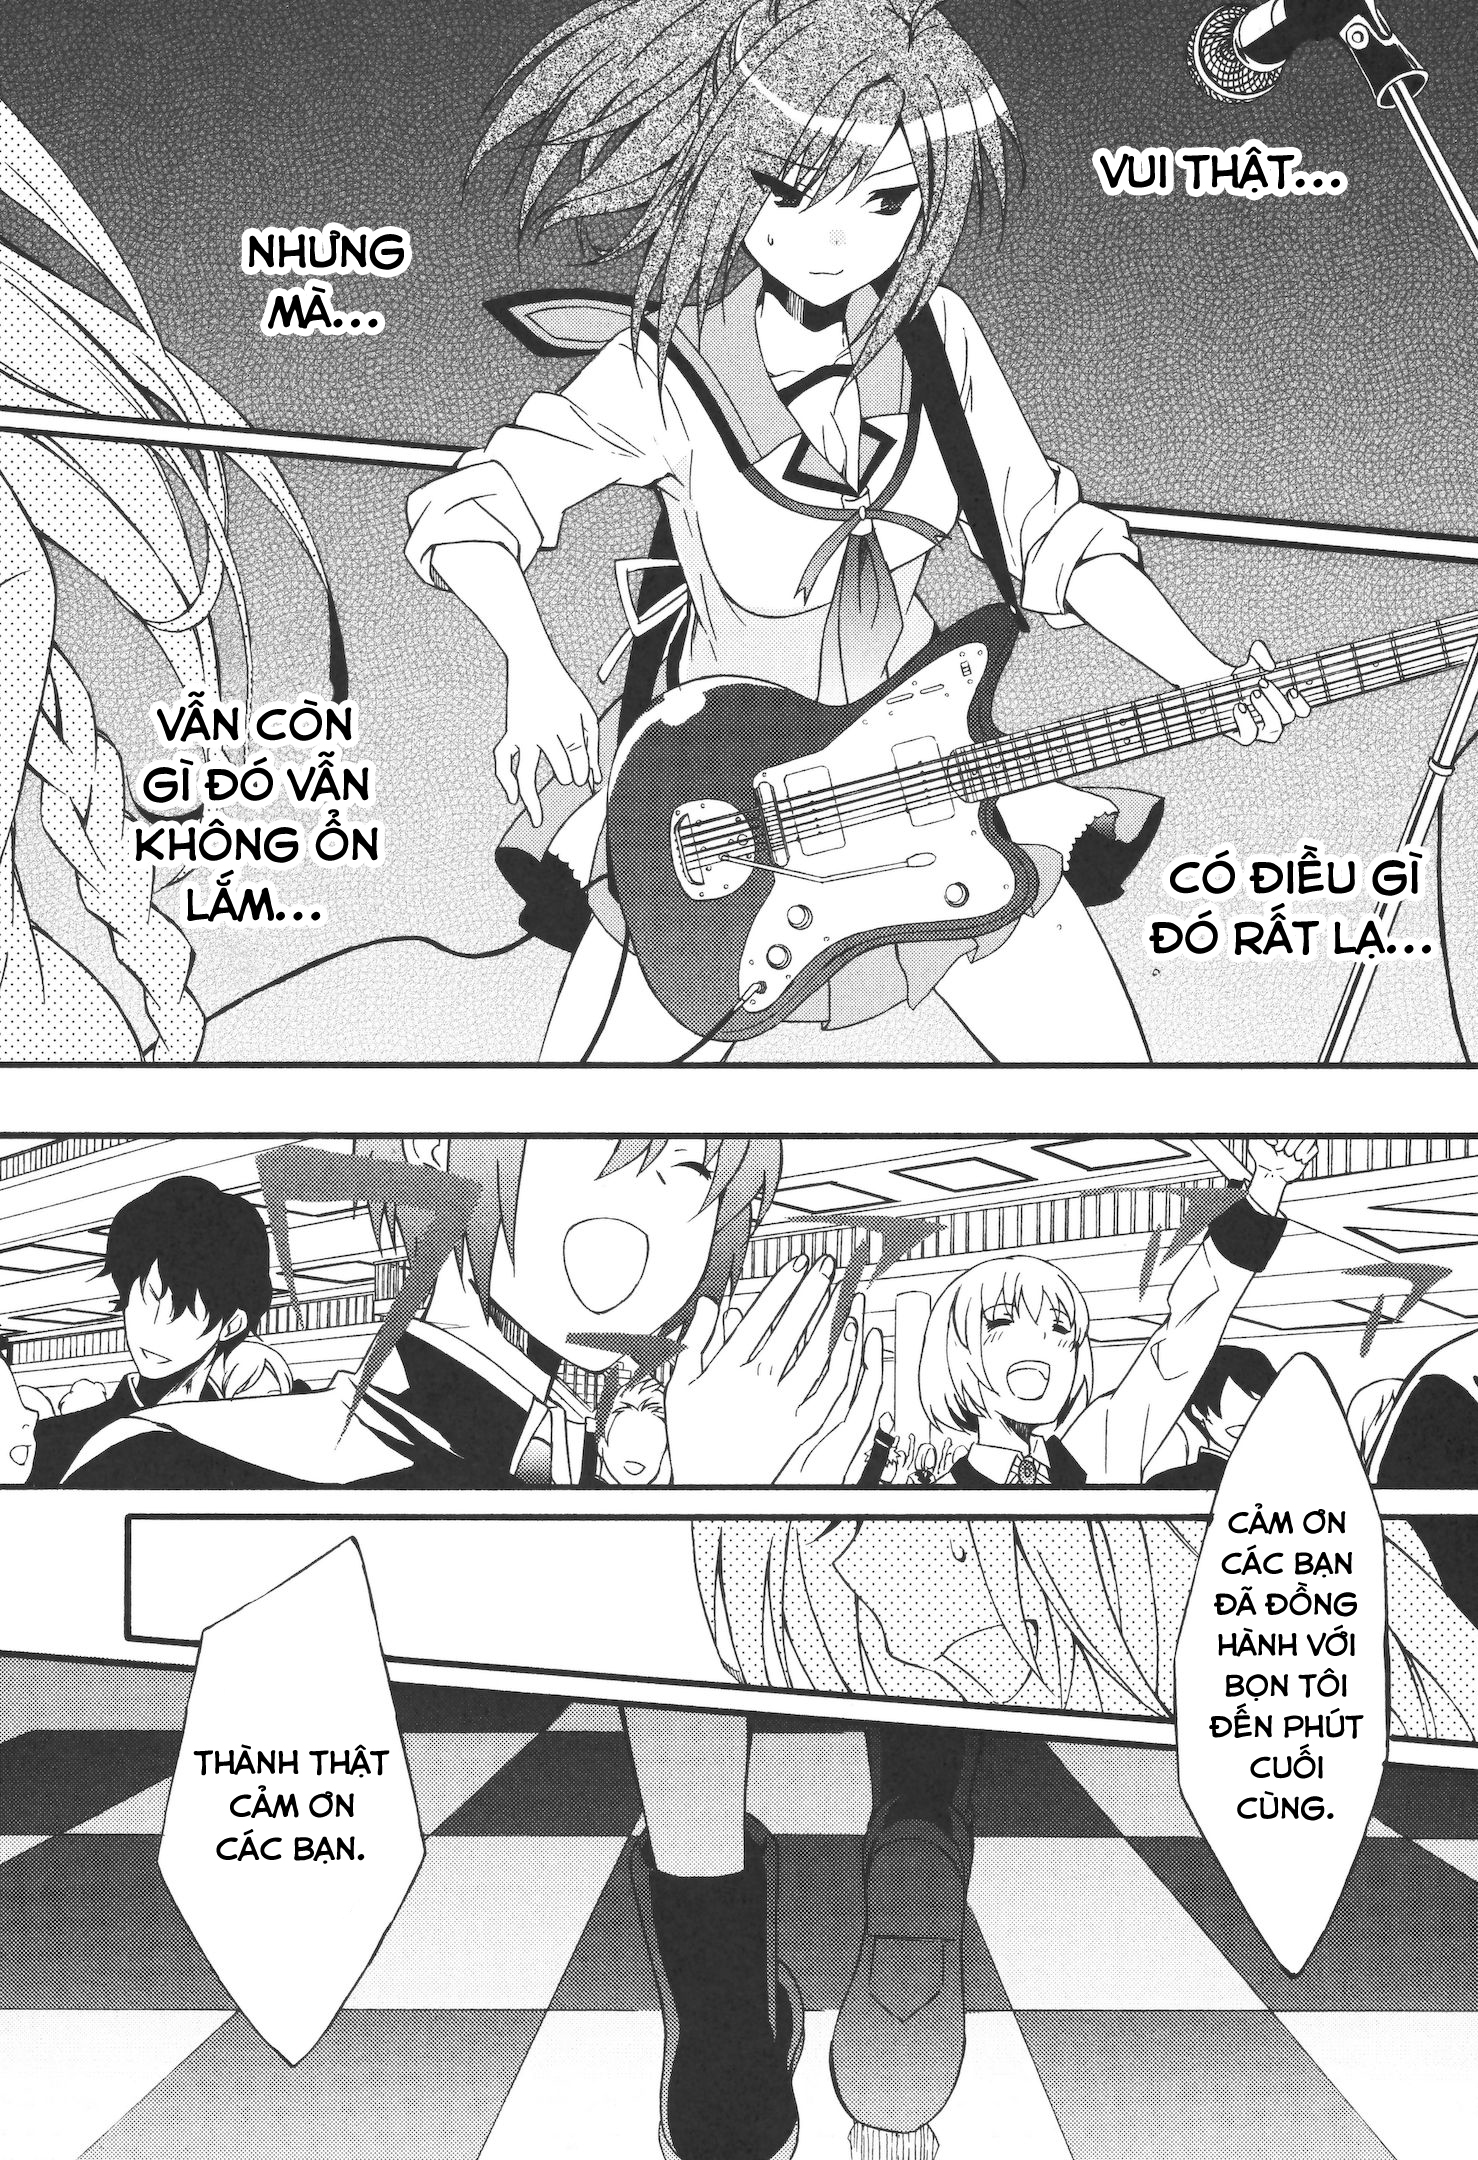 VUI THẬT...
NHƯNG
MÀ...
CÓ ĐIỀU GÌ
ĐÓ RẤT LẠ...
VẪN CÒN
GÌ ĐÓ VẪN
KHÔNG ỔN
LẮM...
CẢM ƠN
CÁC BẠN
ĐÃ ĐỒNG
HÀNH VỚI
BỌN TÔI
ĐẾN PHÚT
CUỐI
CÙNG.
THÀNH THẬT
CẢM ƠN
CÁC BẠN.